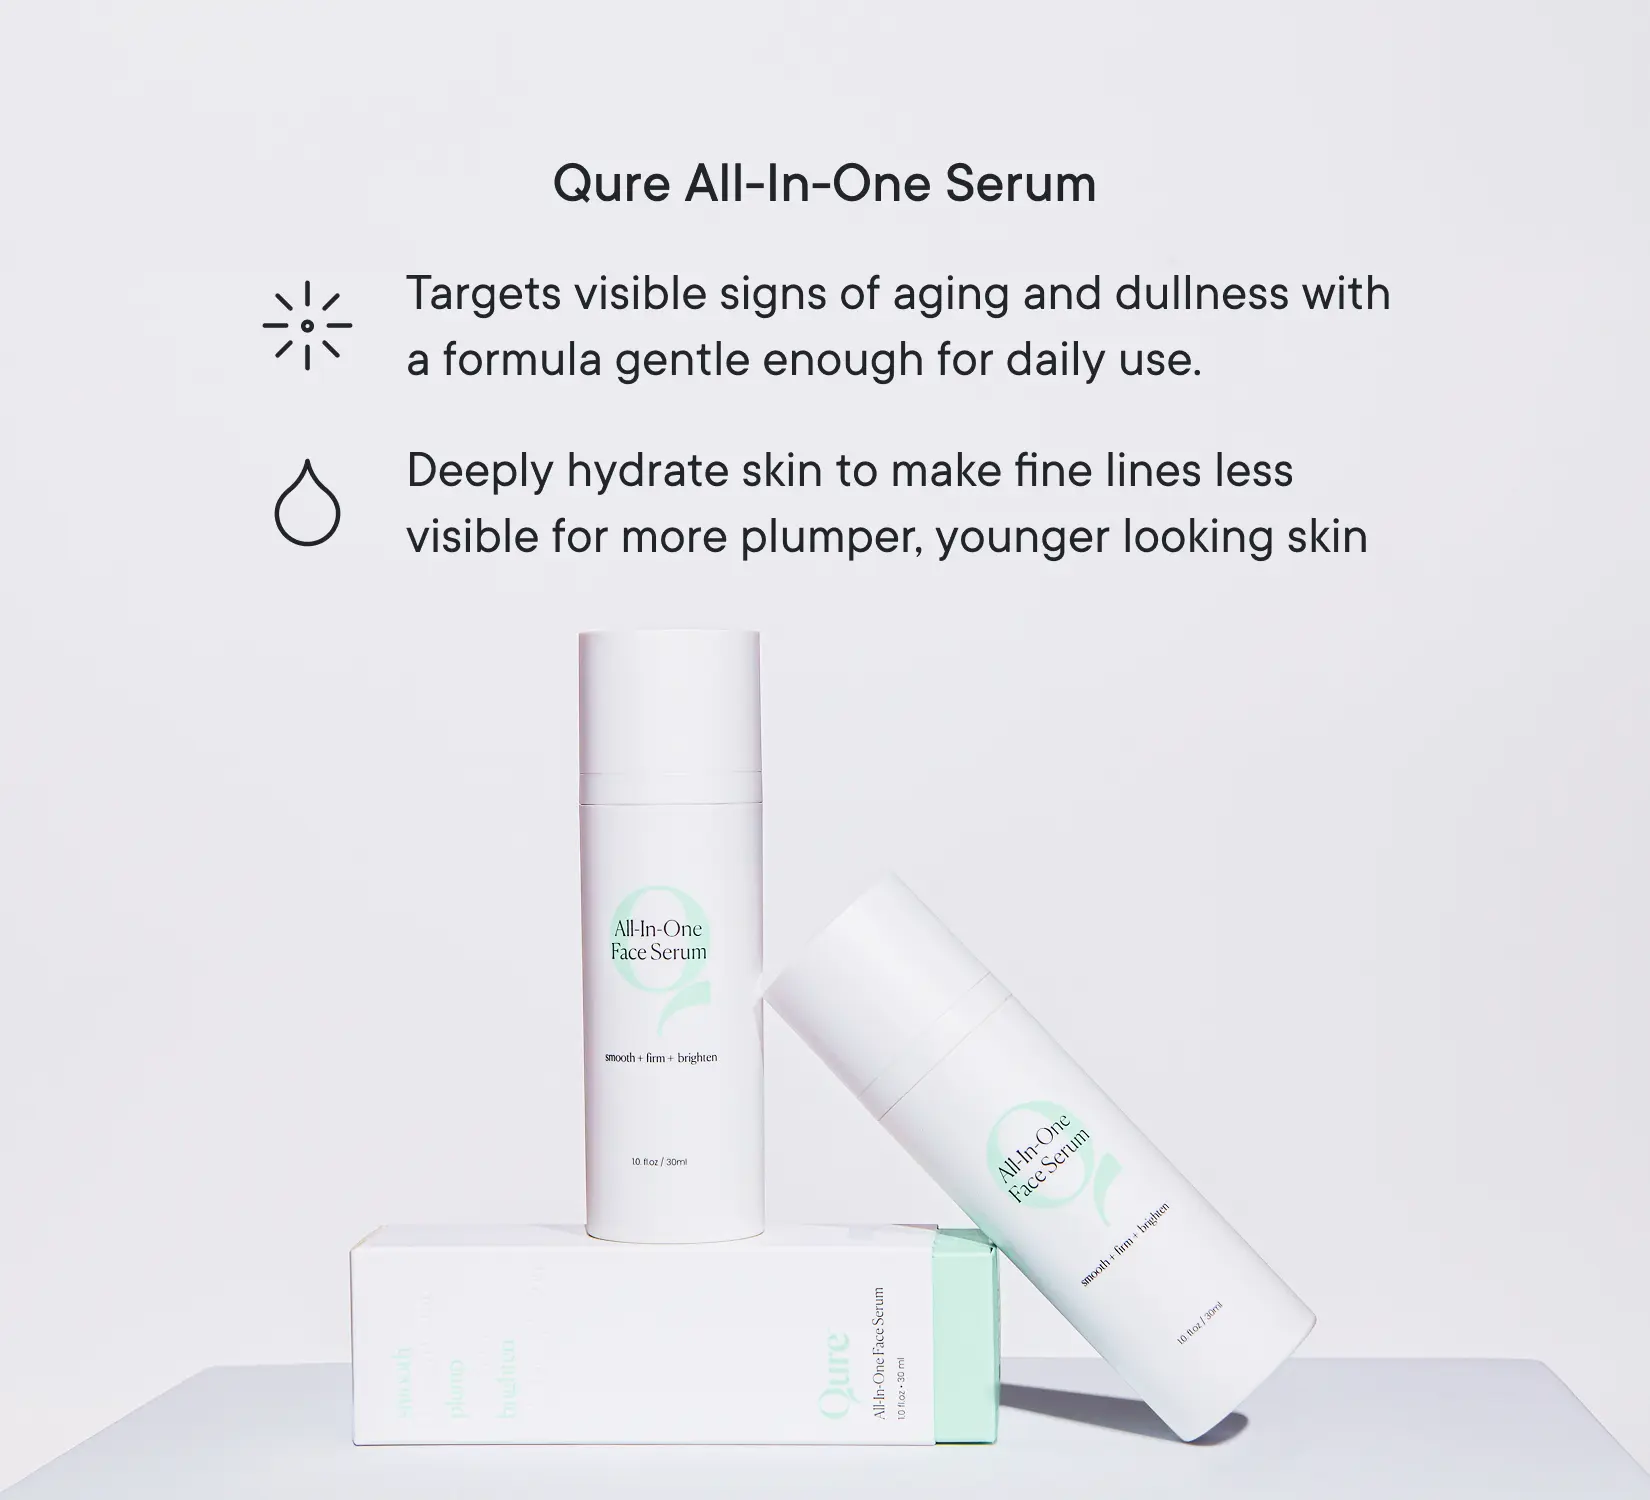 Qure All-In-One Serum
Targets visible signs of aging and dullness with
a formula gentle enough for daily use.
Deeply hydrate skin to make fine lines less
visible for more plumper, younger looking skin
All-In-One
Face Serum
smooth + firm + brighten
1.0. fl.oz / 30ml
All-In-One
Face Serum
smooth + firm + brighten
1.0. fl.oz / 30ml
smooth
plump
brighten
Qure
All-In-One Face Serum
1.0 fl.oz • 30 ml